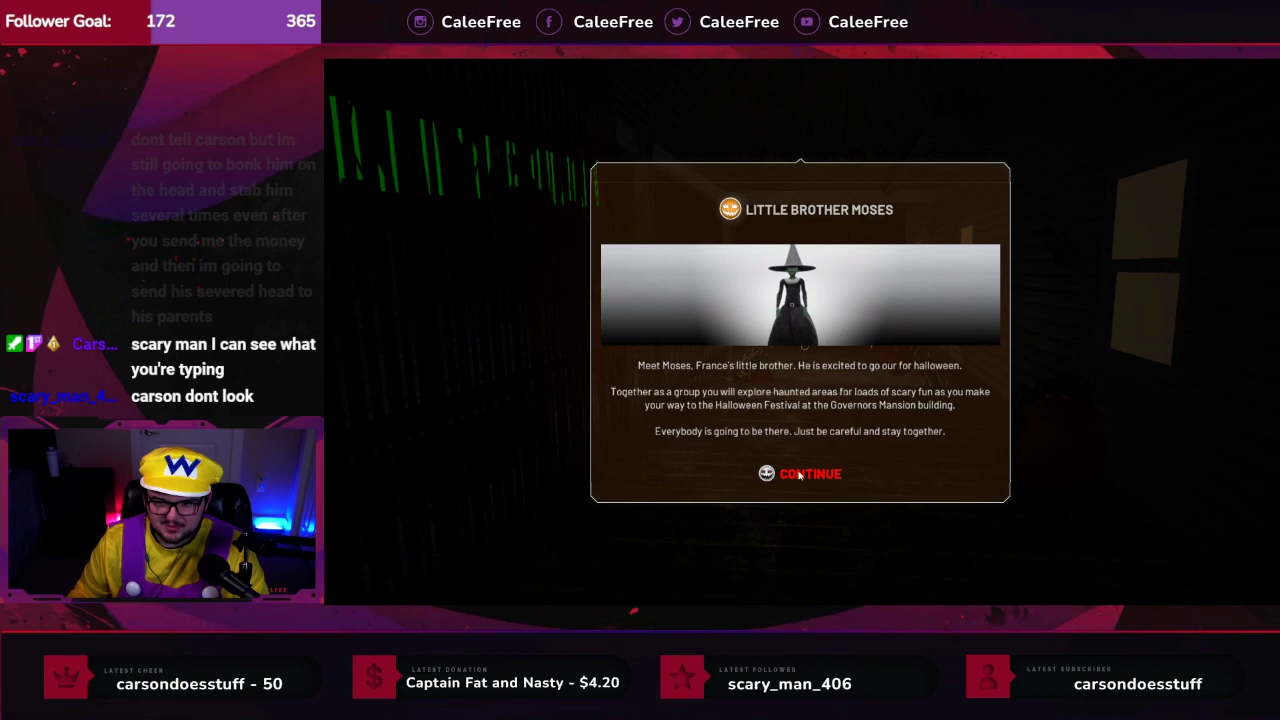 Follower Goal: 172 365
CaleeFree CaleeFree CaleeFree CaleeFree
dont tell carson but im
still going to bonk him on
the head and stab him
several times even after
you send me the money
and then im going to
send his severed head to
his parents
Cars... scary man I can see what
you're typing
scary_man_4... carson dont look
LITTLE BROTHER MOSES
Meet Moses, France's little brother. He is excited to go our for halloween.
Together as a group you will explore haunted areas for loads of scary fun as you make
your way to the Halloween Festival at the Governors Mansion building.
Everybody is going to be there. Just be careful and stay together.
CONTINUE
W
LIVE
LATEST CHEER
carsondoesstuff - 50
LATEST DONATION
Captain Fat and Nasty - $4.20
LATEST FOLLOWER
scary_man_406
LATEST SUBSCRIBER
carsondoesstuff